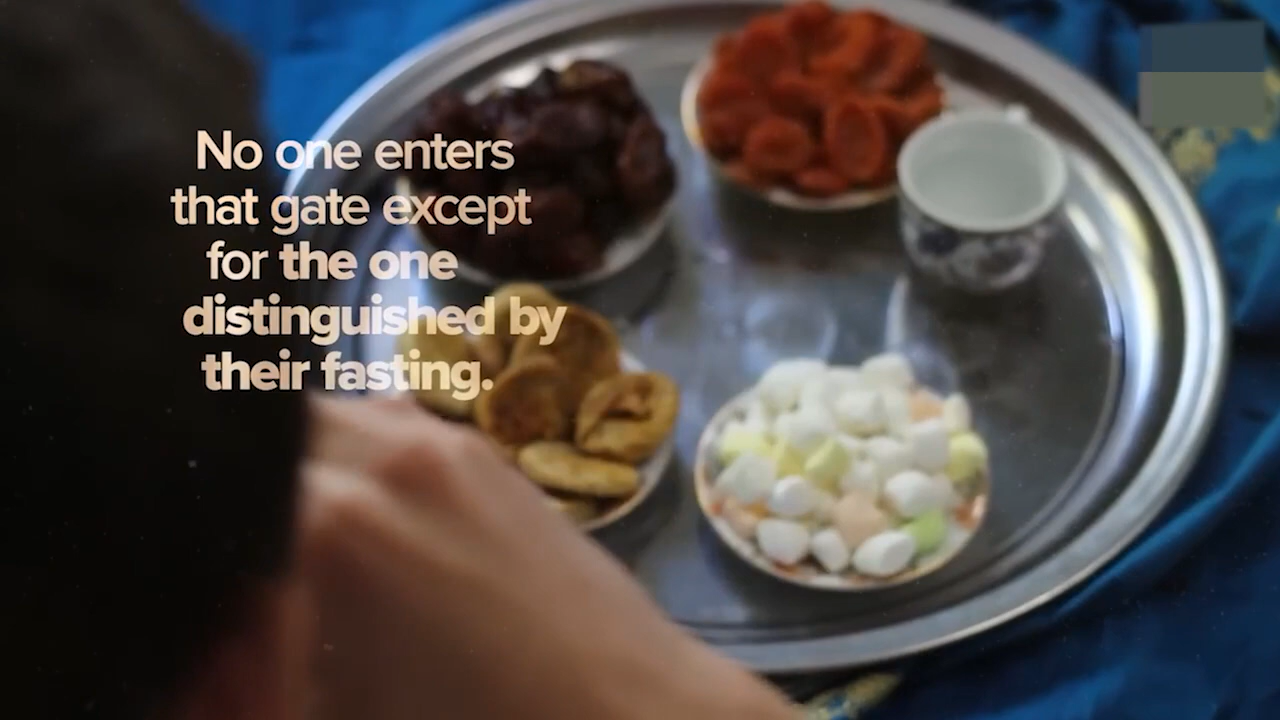 No one enters
that gate except
for the one
distinguished by
their fasting.